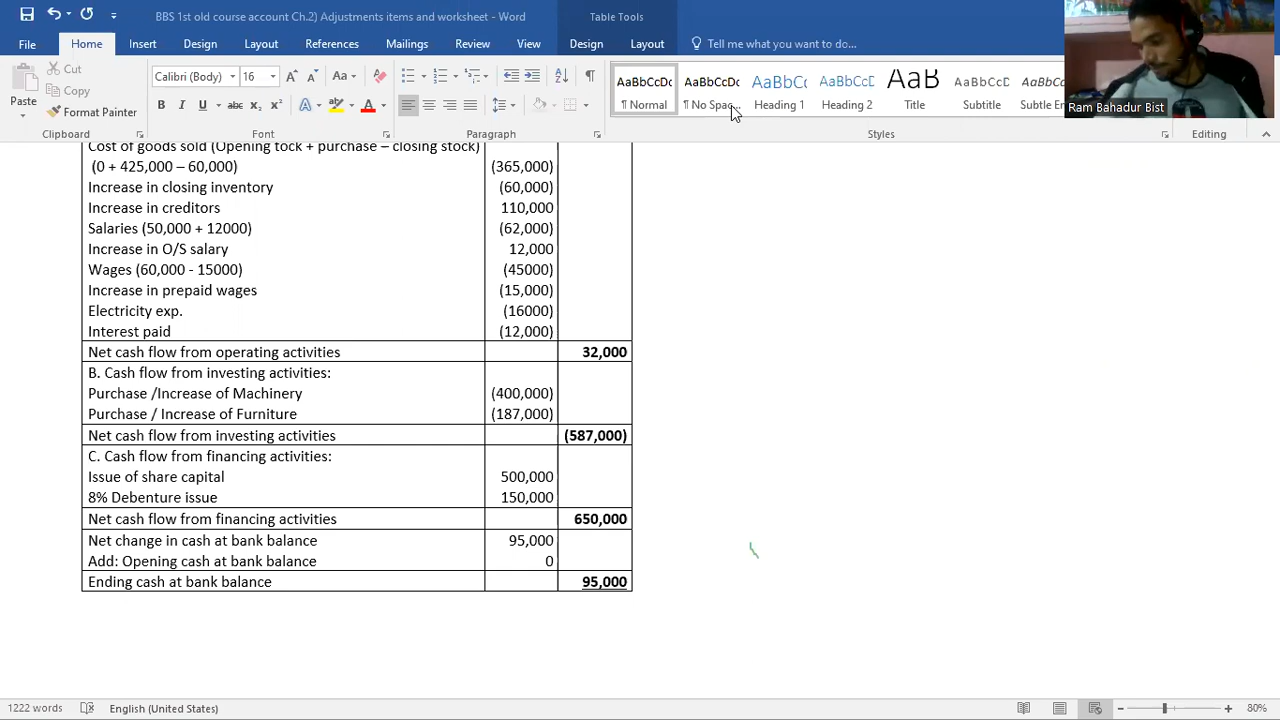 BBS 1st old course account Ch.2) Adjustments items and worksheet - Word
Table Tools
File Home Insert Design Layout References Mailings Review View Design Layout Tell me what you want to do...
Cut
Copy
Format Painter
Paste
Clipboard
Calibri (Body) 16
Font
Paragraph
AaBbCcDc AaBbCcDc AaBbCc AaBbCcD AaB AaBbCcD AaBbCcD
¶ Normal ¶ No Spac... Heading 1 Heading 2 Title Subtitle Subtle Em
Styles
Editing
Ram Bahadur Bist
Cost of goods sold (Opening tock + purchase – closing stock)
(0 + 425,000 – 60,000) (365,000)
Increase in closing inventory (60,000)
Increase in creditors 110,000
Salaries (50,000 + 12000) (62,000)
Increase in O/S salary 12,000
Wages (60,000 - 15000) (45000)
Increase in prepaid wages (15,000)
Electricity exp. (16000)
Interest paid (12,000)
Net cash flow from operating activities 32,000
B. Cash flow from investing activities:
Purchase /Increase of Machinery (400,000)
Purchase / Increase of Furniture (187,000)
Net cash flow from investing activities (587,000)
C. Cash flow from financing activities:
Issue of share capital 500,000
8% Debenture issue 150,000
Net cash flow from financing activities 650,000
Net change in cash at bank balance 95,000
Add: Opening cash at bank balance 0
Ending cash at bank balance 95,000
1222 words English (United States) 80%